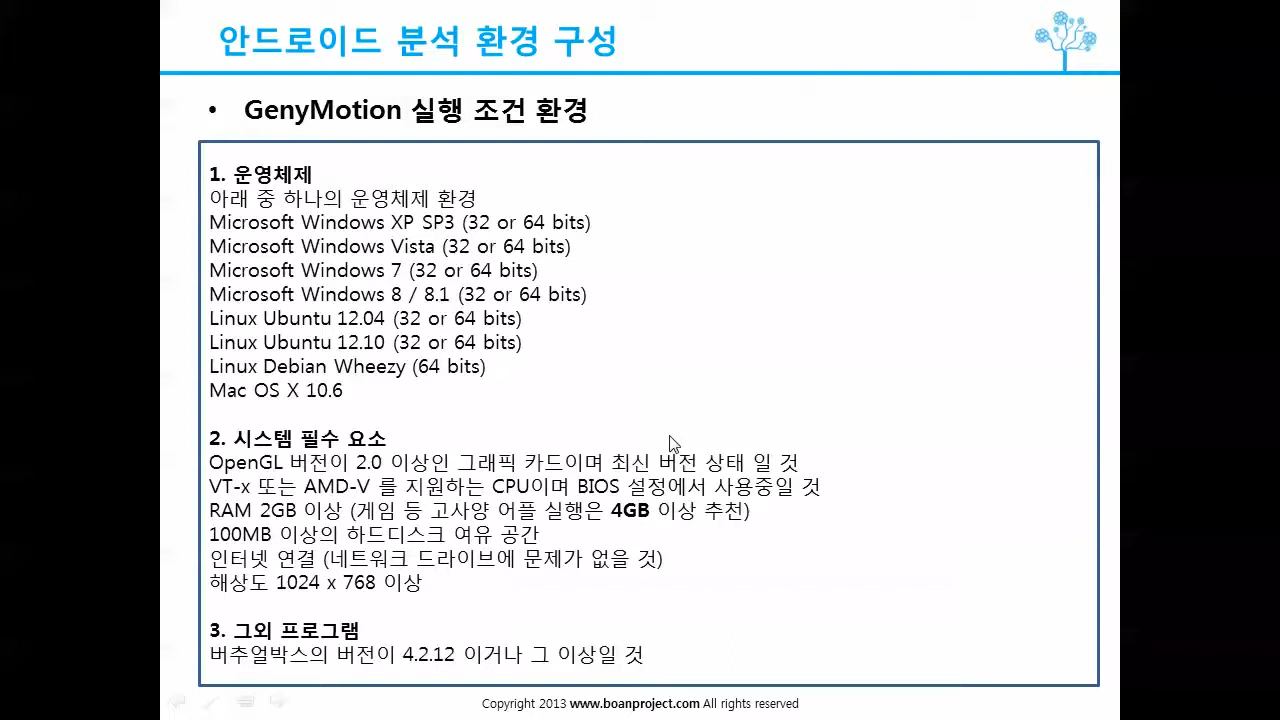 안드로이드 분석 환경 구성
• GenyMotion 실행 조건 환경
1. 운영체제
아래 중 하나의 운영체제 환경
Microsoft Windows XP SP3 (32 or 64 bits)
Microsoft Windows Vista (32 or 64 bits)
Microsoft Windows 7 (32 or 64 bits)
Microsoft Windows 8 / 8.1 (32 or 64 bits)
Linux Ubuntu 12.04 (32 or 64 bits)
Linux Ubuntu 12.10 (32 or 64 bits)
Linux Debian Wheezy (64 bits)
Mac OS X 10.6
2. 시스템 필수 요소
OpenGL 버전이 2.0 이상인 그래픽 카드이며 최신 버전 상태 일 것
VT-x 또는 AMD-V 를 지원하는 CPU이며 BIOS 설정에서 사용중일 것
RAM 2GB 이상 (게임 등 고사양 어플 실행은 4GB 이상 추천)
100MB 이상의 하드디스크 여유 공간
인터넷 연결 (네트워크 드라이브에 문제가 없을 것)
해상도 1024 x 768 이상
3. 그외 프로그램
버추얼박스의 버전이 4.2.12 이거나 그 이상일 것
Copyright 2013 www.boanproject.com All rights reserved